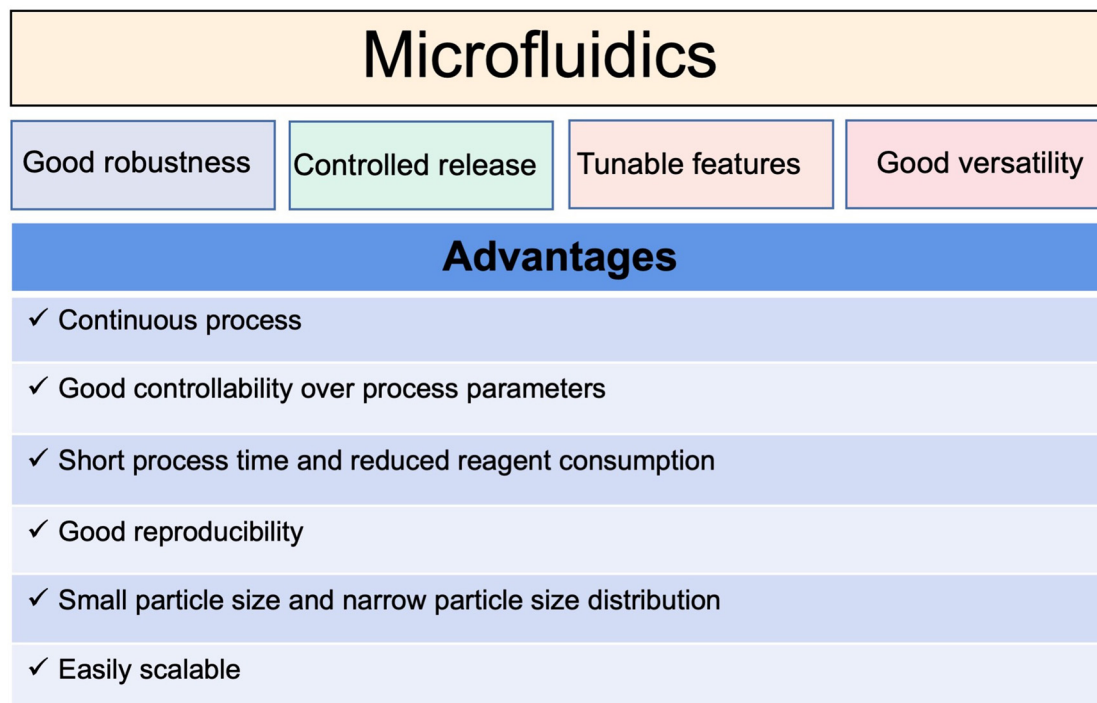 Microfluidics
Good robustness
Controlled release
Tunable features
Good versatility
Advantages
✓ Continuous process
✓ Good controllability over process parameters
✓ Short process time and reduced reagent consumption
✓ Good reproducibility
✓ Small particle size and narrow particle size distribution
✓ Easily scalable